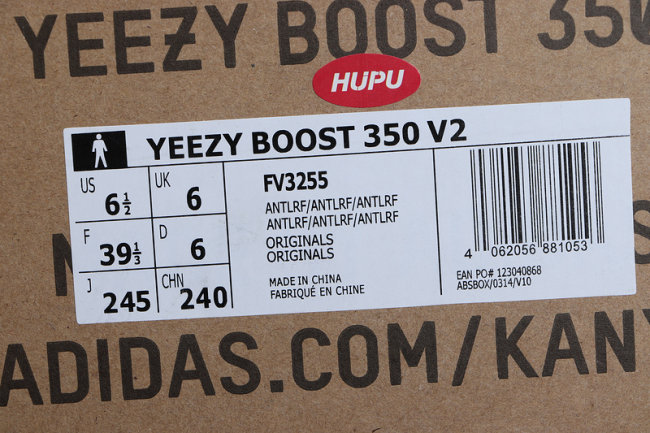 YEEZY BOOST 350
HUPU
YEEZY BOOST 350 V2
US 6½
UK 6
F 39⅓
D 6
J 245
CHN 240
FV3255
ANTLRF/ANTLRF/ANTLRF
ANTLRF/ANTLRF/ANTLRF
ORIGINALS
ORIGINALS
MADE IN CHINA
FABRIQUÉ EN CHINE
4 062056 881053
EAN PO# 123040868
ABSBOX/0314/V10
ADIDAS.COM/KANY